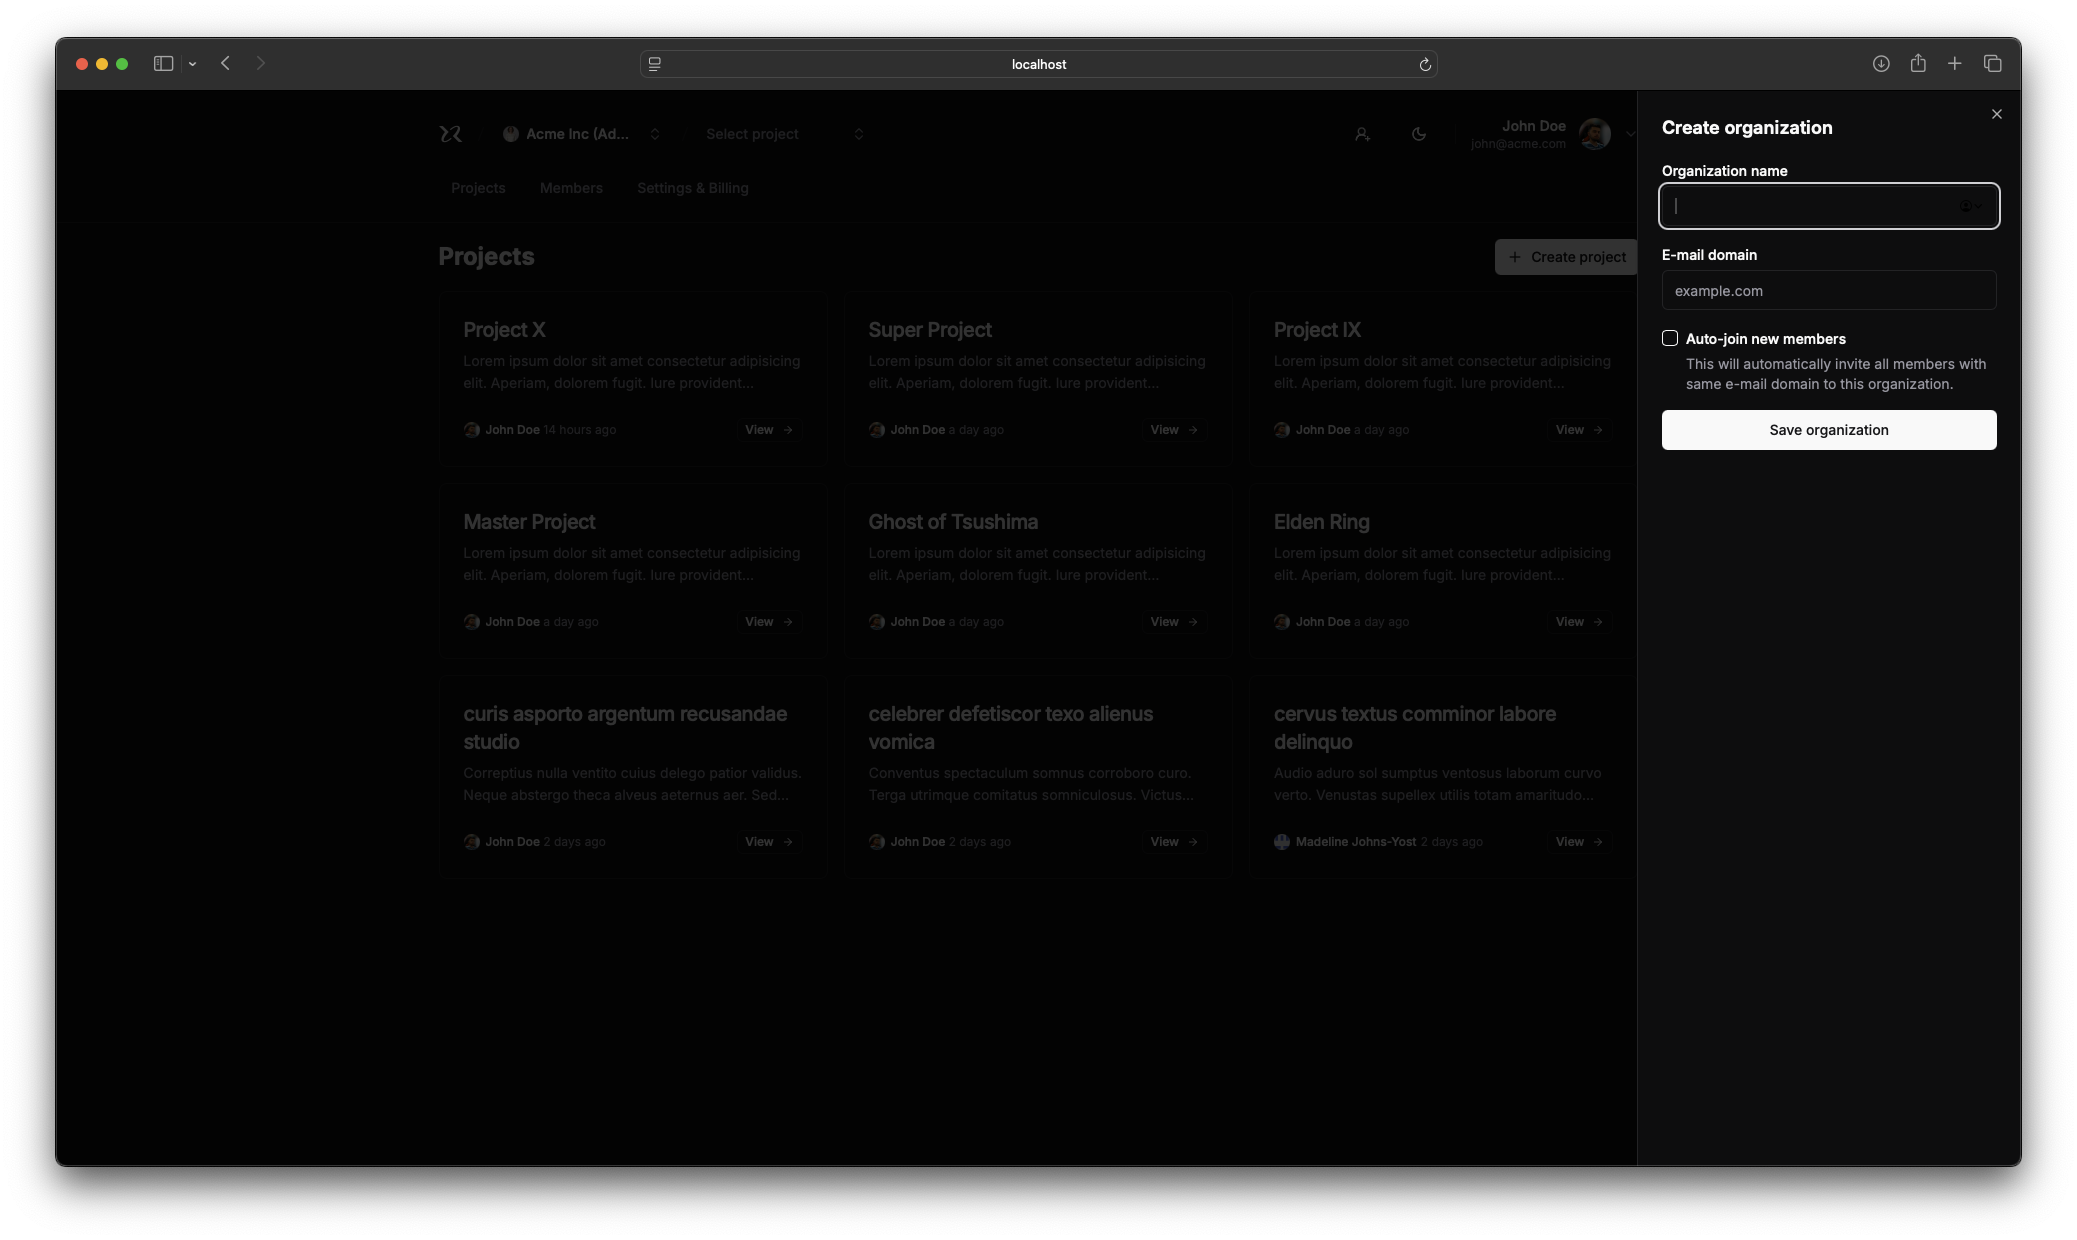 localhost
Acme Inc (Ad...
Select project
John Doe
john@acme.com
Projects
Members
Settings & Billing
Projects
Create project
Project X
Lorem ipsum dolor sit amet consectetur adipisicing
elit. Aperiam, dolorem fugit. Iure provident...
John Doe 14 hours ago
View
Super Project
Lorem ipsum dolor sit amet consectetur adipisicing
elit. Aperiam, dolorem fugit. Iure provident...
John Doe a day ago
View
Project IX
Lorem ipsum dolor sit amet consectetur adipisicing
elit. Aperiam, dolorem fugit. Iure provident...
John Doe a day ago
View
Master Project
Lorem ipsum dolor sit amet consectetur adipisicing
elit. Aperiam, dolorem fugit. Iure provident...
John Doe a day ago
View
Ghost of Tsushima
Lorem ipsum dolor sit amet consectetur adipisicing
elit. Aperiam, dolorem fugit. Iure provident...
John Doe a day ago
View
Elden Ring
Lorem ipsum dolor sit amet consectetur adipisicing
elit. Aperiam, dolorem fugit. Iure provident...
John Doe a day ago
View
curis asporto argentum recusandae
studio
Correptius nulla ventito cuius delego patior validus.
Neque abstergo theca alveus aeternus aer. Sed...
John Doe 2 days ago
View
celebrer defetiscor texo alienus
vomica
Conventus spectaculum somnus corroboro curo.
Terga utrimque comitatus somniculosus. Victus...
John Doe 2 days ago
View
cervus textus comminor labore
delinquo
Audio aduro sol sumptus ventosus laborum curvo
verto. Venustas supellex utilis totam amaritudo...
Madeline Johns-Yost 2 days ago
View
Create organization
Organization name
E-mail domain
example.com
Auto-join new members
This will automatically invite all members with
same e-mail domain to this organization.
Save organization